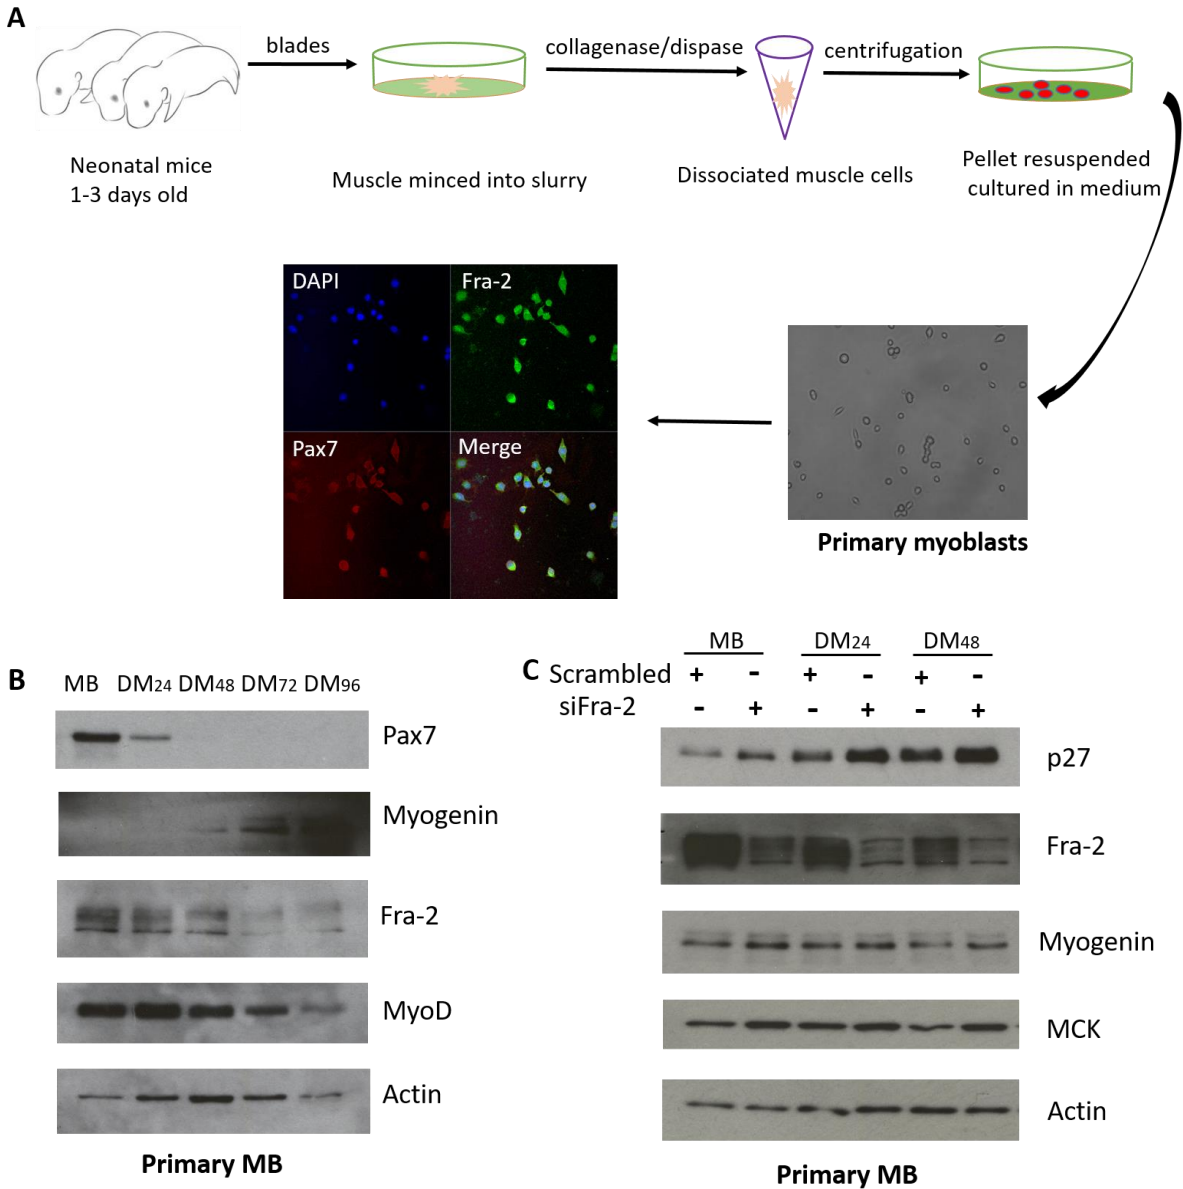 A
blades
collagenase/dispase
centrifugation
Neonatal mice
1-3 days old
Muscle minced into slurry
Dissociated muscle cells
Pellet resuspended
cultured in medium
DAPI
Fra-2
Pax7
Merge
Primary myoblasts
B
MB DM24 DM48 DM72 DM96
Pax7
Myogenin
Fra-2
MyoD
Actin
Primary MB
C
MB DM24 DM48
Scrambled + - + - + -
siFra-2 - + - + - +
p27
Fra-2
Myogenin
MCK
Actin
Primary MB